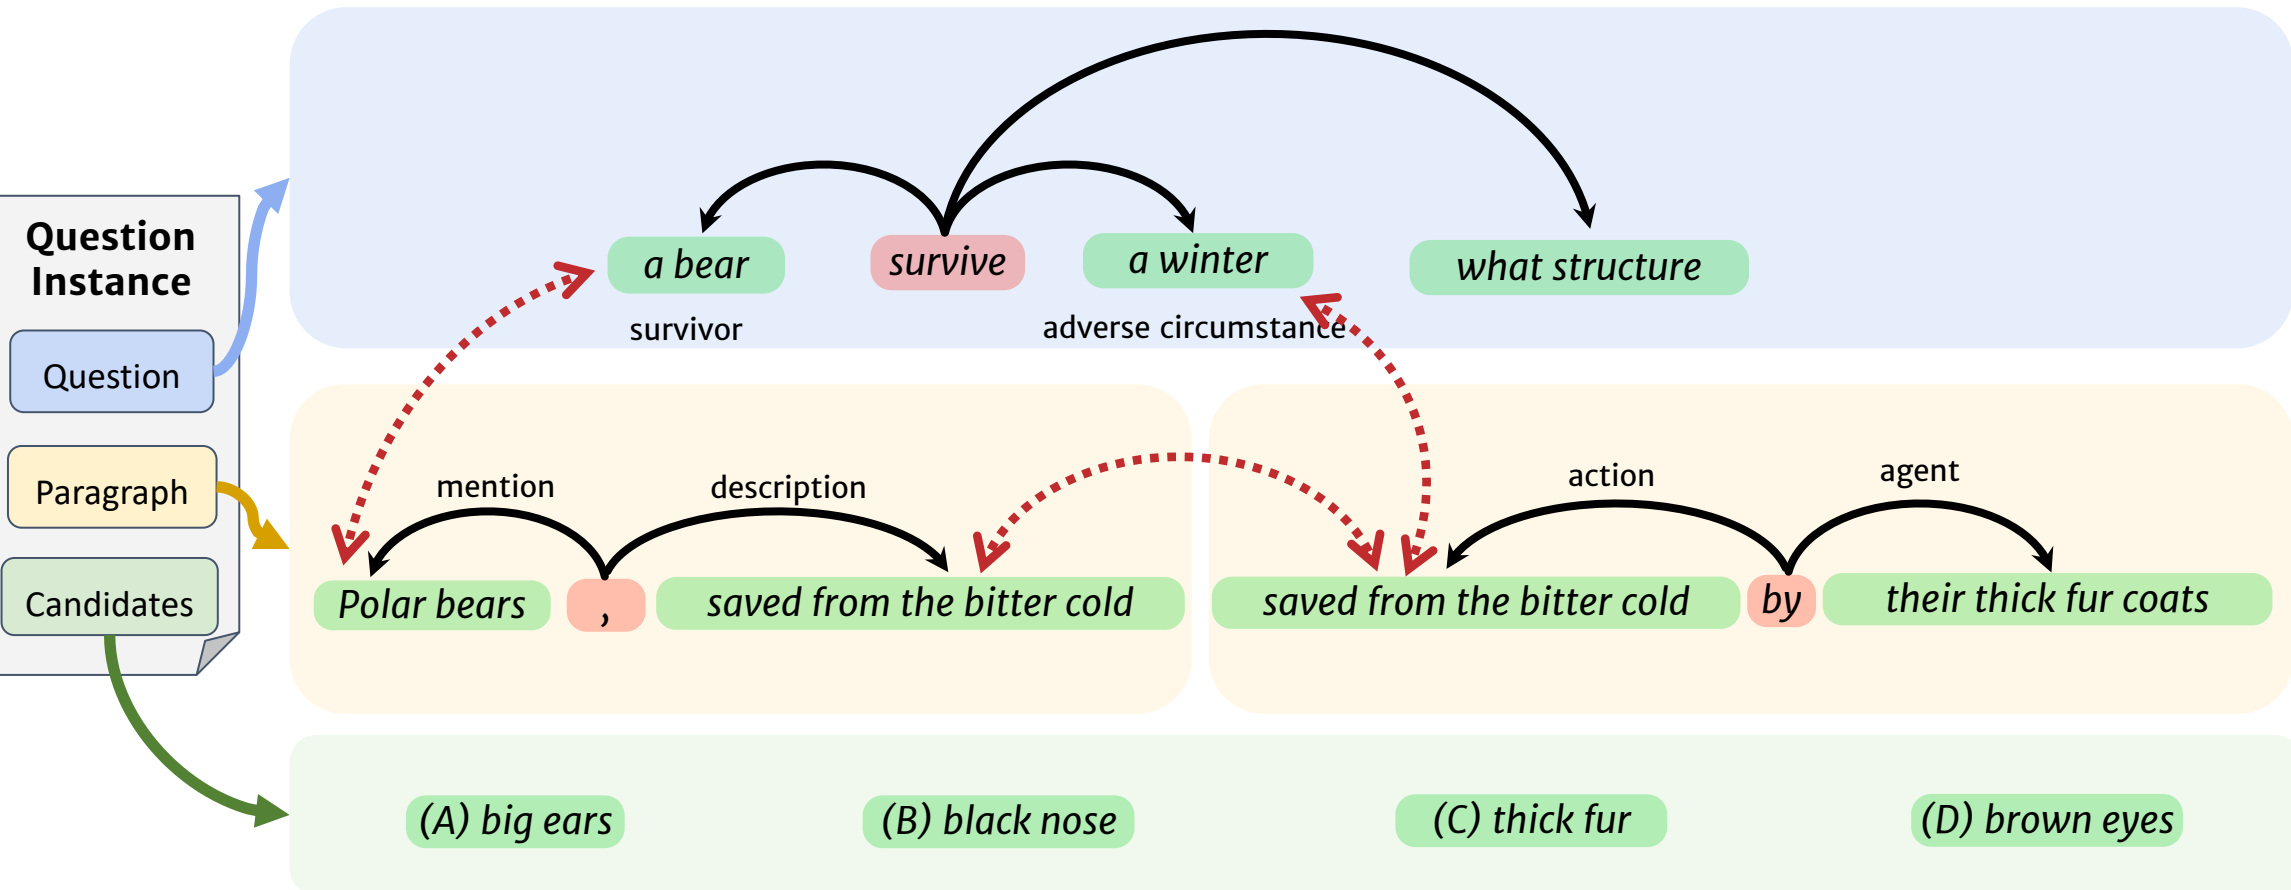 Question
Instance
Question
Paragraph
Candidates
a bear survive a winter what structure
survivor adverse circumstance
mention description action agent
Polar bears , saved from the bitter cold saved from the bitter cold by their thick fur coats
(A) big ears (B) black nose (C) thick fur (D) brown eyes